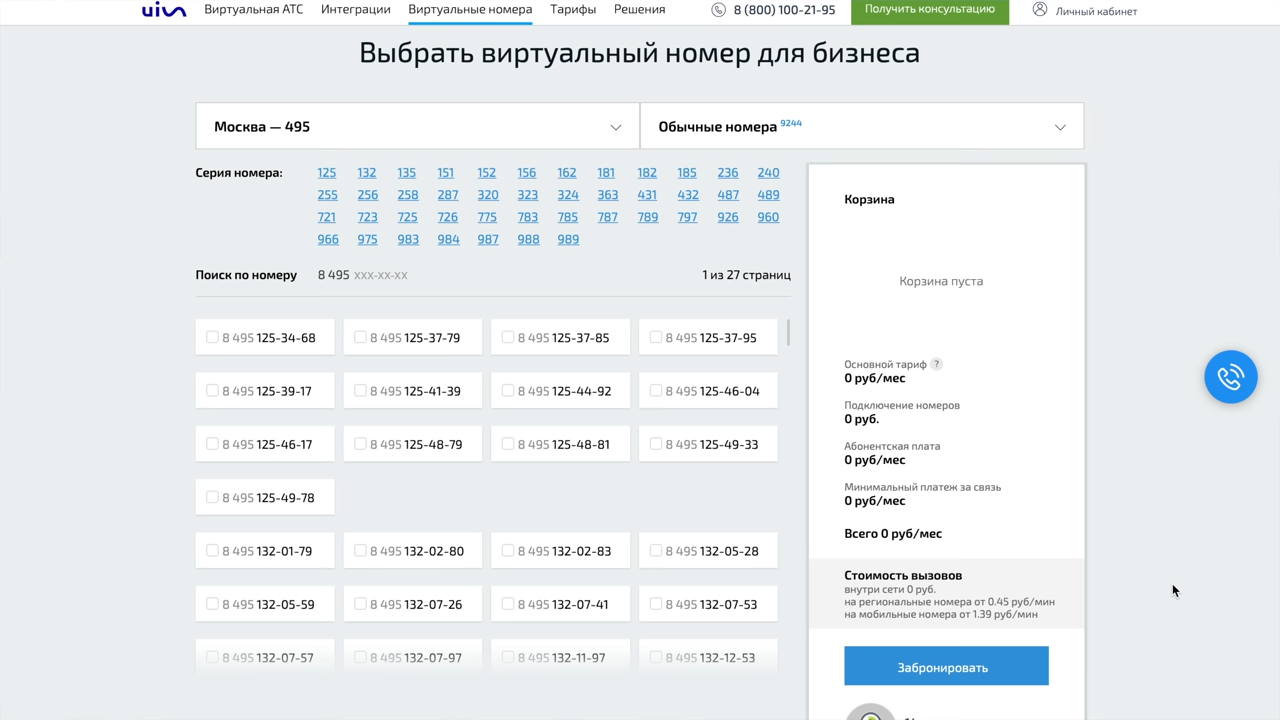 uiscom
Виртуальная АТС Интеграции Виртуальные номера Тарифы Решения 8 (800) 100-21-95 Получить консультацию Личный кабинет
Выбрать виртуальный номер для бизнеса
Москва — 495 Обычные номера 9244
Серия номера: 125 132 135 151 152 156 162 181 182 185 236 240
255 256 258 287 320 323 324 363 431 432 487 489
721 723 725 726 775 783 785 787 789 797 926 960
966 975 983 984 987 988 989
Поиск по номеру 8 495 xxx-xx-xx 1 из 27 страниц
8 495 125-34-68 8 495 125-37-79 8 495 125-37-85 8 495 125-37-95
8 495 125-39-17 8 495 125-41-39 8 495 125-44-92 8 495 125-46-04
8 495 125-46-17 8 495 125-48-79 8 495 125-48-81 8 495 125-49-33
8 495 125-49-78
8 495 132-01-79 8 495 132-02-80 8 495 132-02-83 8 495 132-05-28
8 495 132-05-59 8 495 132-07-26 8 495 132-07-41 8 495 132-07-53
8 495 132-07-57 8 495 132-07-97 8 495 132-11-97 8 495 132-12-53
Корзина
Корзина пуста
Основной тариф ?
0 руб/мес
Подключение номеров
0 руб.
Абонентская плата
0 руб/мес
Минимальный платеж за связь
0 руб/мес
Всего 0 руб/мес
Стоимость вызовов
внутри сети 0 руб.
на региональные номера от 0.45 руб/мин
на мобильные номера от 1.39 руб/мин
Забронировать